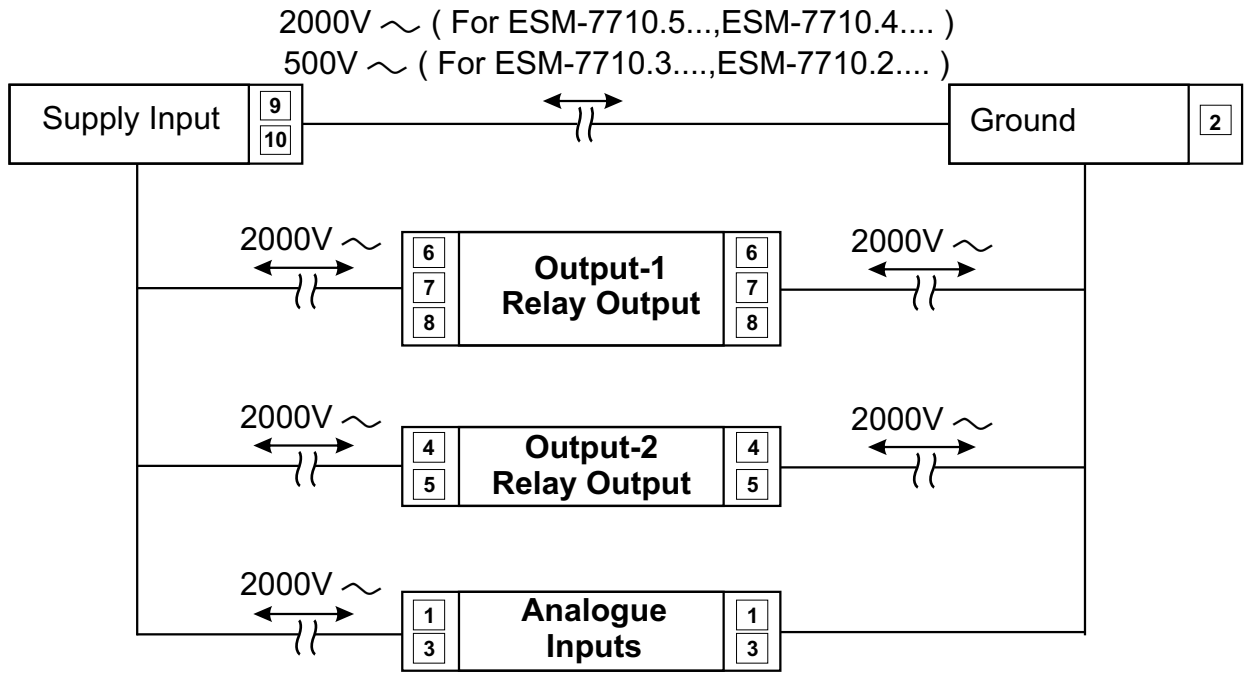 2000V ～ ( For ESM-7710.5...,ESM-7710.4.... )
500V ～ ( For ESM-7710.3....,ESM-7710.2.... )
Supply Input
9
10
Ground
2
2000V ～
6
7
8
Output-1
Relay Output
6
7
8
2000V ～
2000V ～
4
5
Output-2
Relay Output
4
5
2000V ～
2000V ～
1
3
Analogue
Inputs
1
3